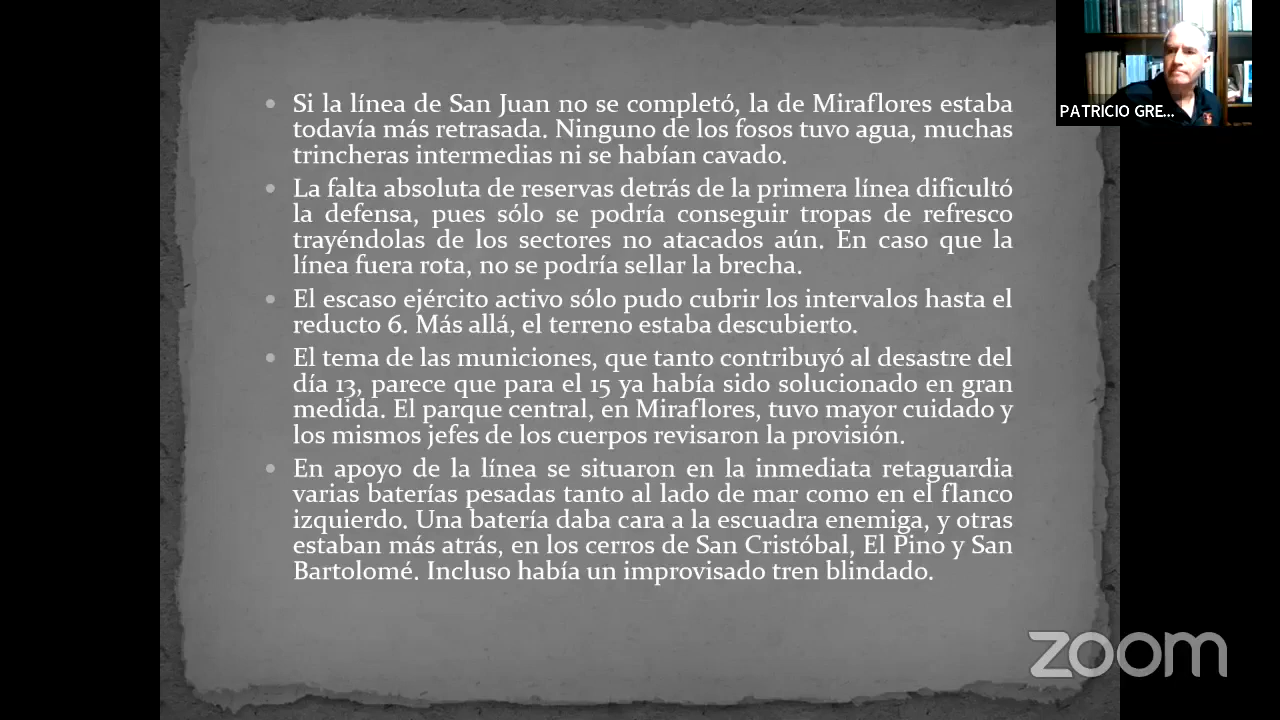 Si la línea de San Juan no se completó, la de Miraflores estaba
todavía más retrasada. Ninguno de los fosos tuvo agua, muchas
trincheras intermedias ni se habían cavado.
La falta absoluta de reservas detrás de la primera línea dificultó
la defensa, pues sólo se podría conseguir tropas de refresco
trayéndolas de los sectores no atacados aún. En caso que la
línea fuera rota, no se podría sellar la brecha.
El escaso ejército activo sólo pudo cubrir los intervalos hasta el
reducto 6. Más allá, el terreno estaba descubierto.
El tema de las municiones, que tanto contribuyó al desastre del
día 13, parece que para el 15 ya había sido solucionado en gran
medida. El parque central, en Miraflores, tuvo mayor cuidado y
los mismos jefes de los cuerpos revisaron la provisión.
En apoyo de la línea se situaron en la inmediata retaguardia
varias baterías pesadas tanto al lado de mar como en el flanco
izquierdo. Una batería daba cara a la escuadra enemiga, y otras
estaban más atrás, en los cerros de San Cristóbal, El Pino y San
Bartolomé. Incluso había un improvisado tren blindado.
PATRICIO GRE...
zoom